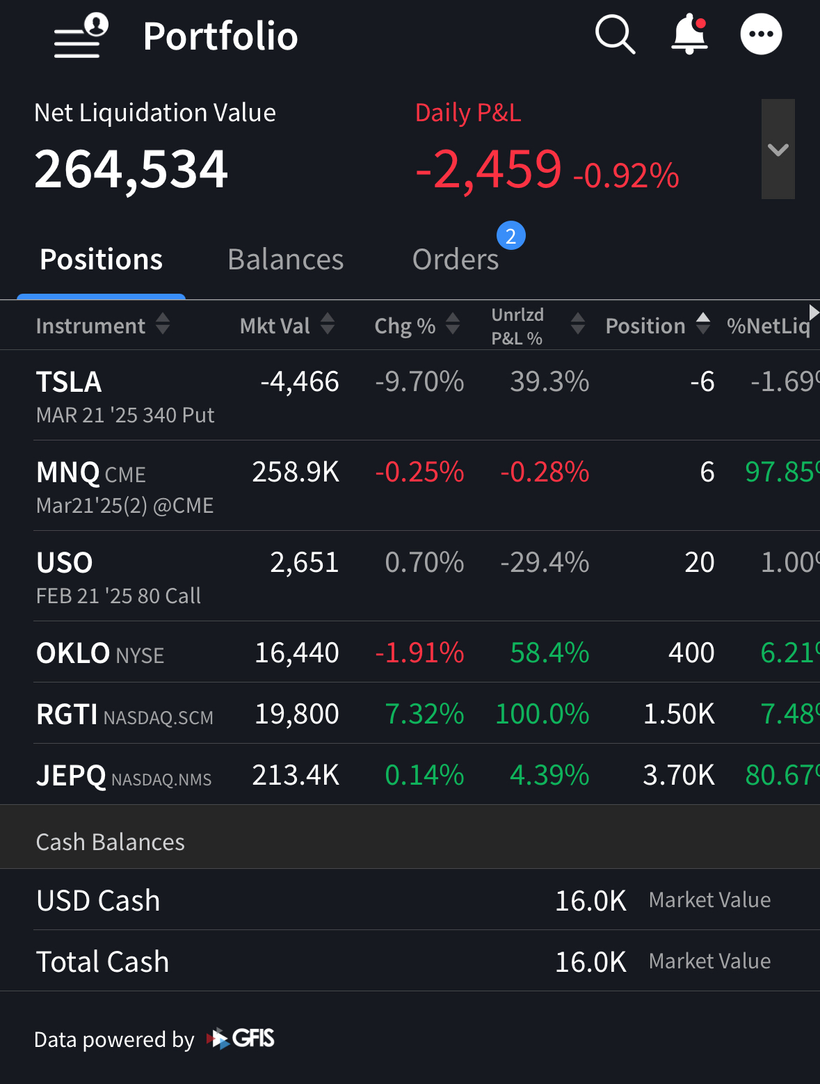 Portfolio
Net Liquidation Value Daily P&L
264,534 -2,459 -0.92%
Positions Balances Orders 2
Instrument Mkt Val Chg % Unrlzd P&L % Position %NetLiq
TSLA -4,466 -9.70% 39.3% -6 -1.69%
MAR 21 '25 340 Put
MNQ CME 258.9K -0.25% -0.28% 6 97.85%
Mar21'25(2) @CME
USO 2,651 0.70% -29.4% 20 1.00%
FEB 21 '25 80 Call
OKLO NYSE 16,440 -1.91% 58.4% 400 6.21%
RGTI NASDAQ.SCM 19,800 7.32% 100.0% 1.50K 7.48%
JEPQ NASDAQ.NMS 213.4K 0.14% 4.39% 3.70K 80.67%
Cash Balances
USD Cash 16.0K Market Value
Total Cash 16.0K Market Value
Data powered by GFIS